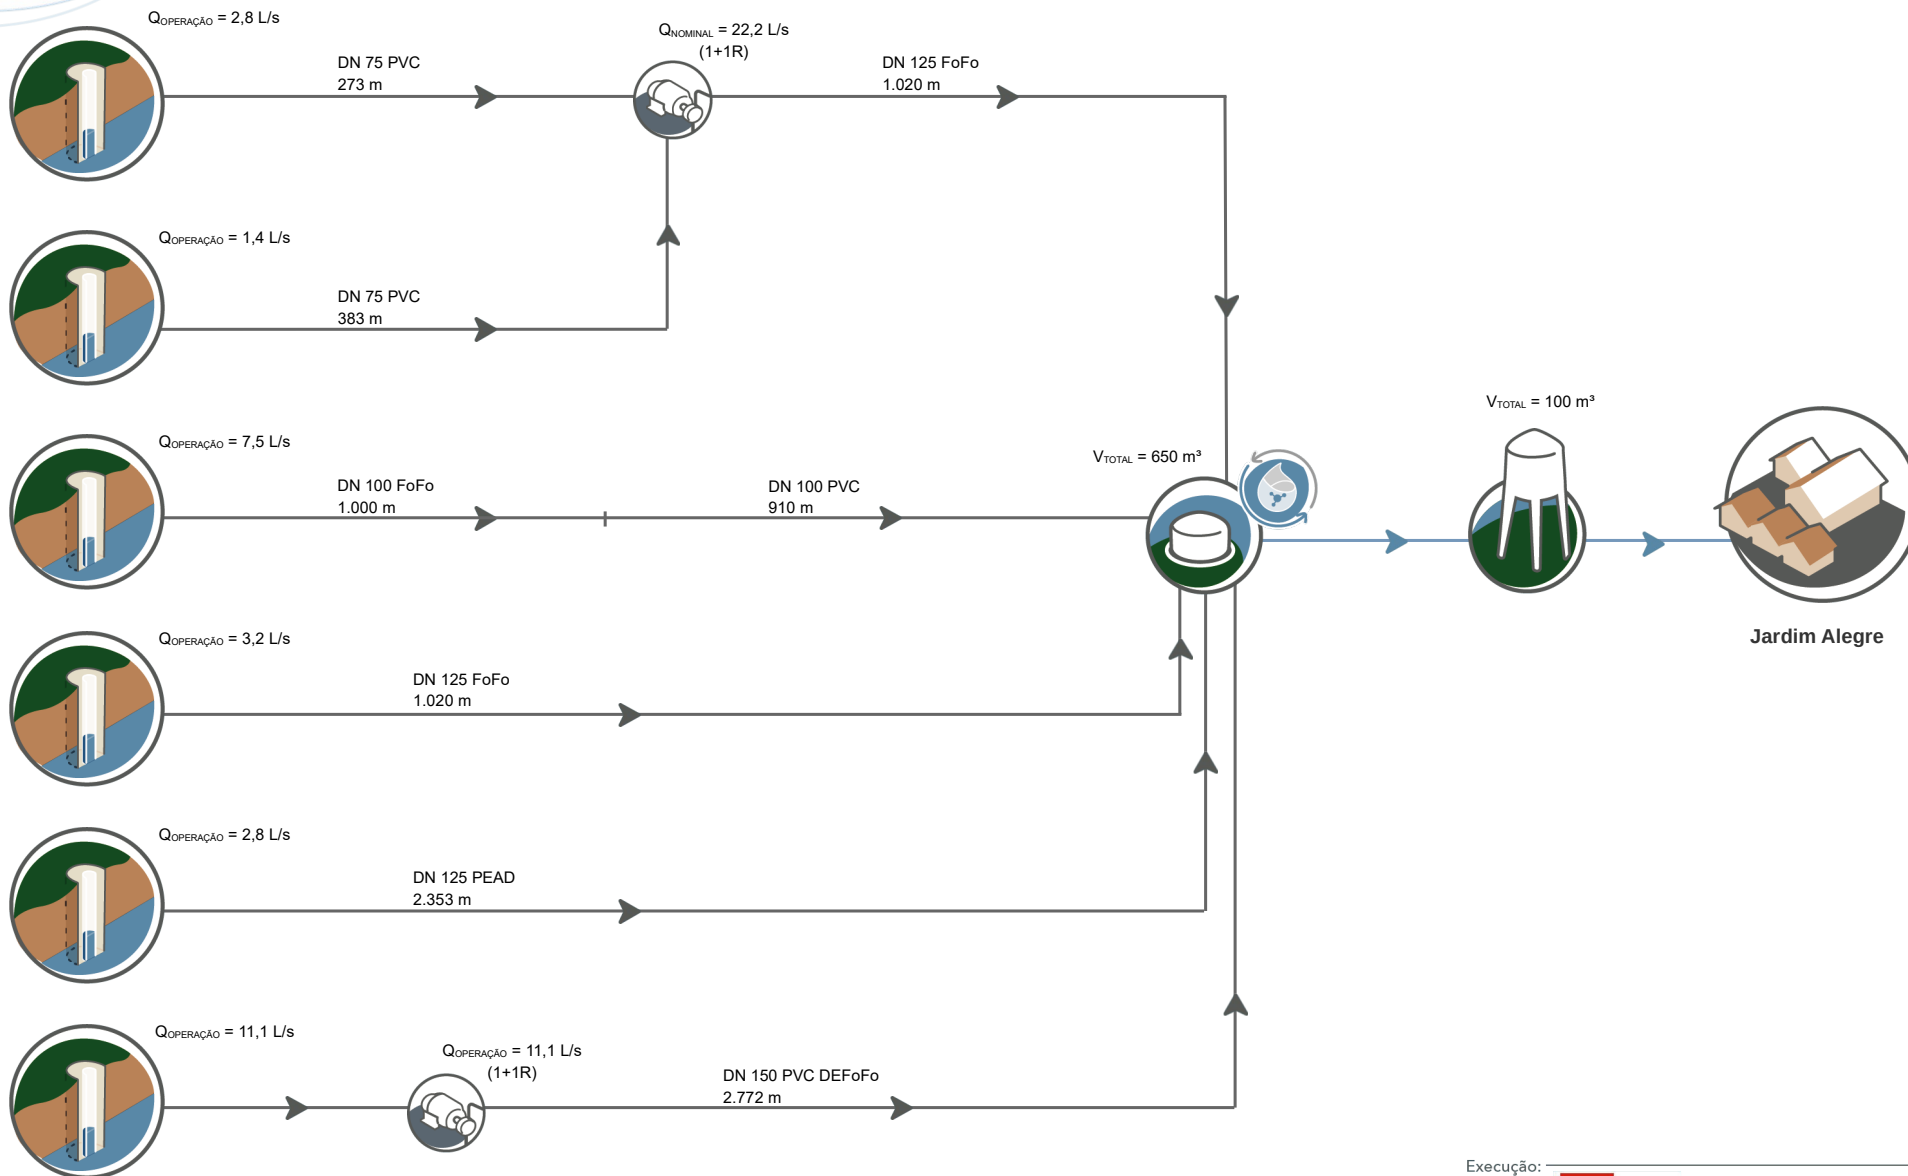 QOPERAÇÃO = 2,8 L/s
DN 75 PVC
273 m
QNOMINAL = 22,2 L/s
(1+1R)
DN 125 FoFo
1.020 m
QOPERAÇÃO = 1,4 L/s
DN 75 PVC
383 m
QOPERAÇÃO = 7,5 L/s
DN 100 FoFo
1.000 m
DN 100 PVC
910 m
VTOTAL = 650 m³
VTOTAL = 100 m³
Jardim Alegre
QOPERAÇÃO = 3,2 L/s
DN 125 FoFo
1.020 m
QOPERAÇÃO = 2,8 L/s
DN 125 PEAD
2.353 m
QOPERAÇÃO = 11,1 L/s
QOPERAÇÃO = 11,1 L/s
(1+1R)
DN 150 PVC DEFoFo
2.772 m
Execução: